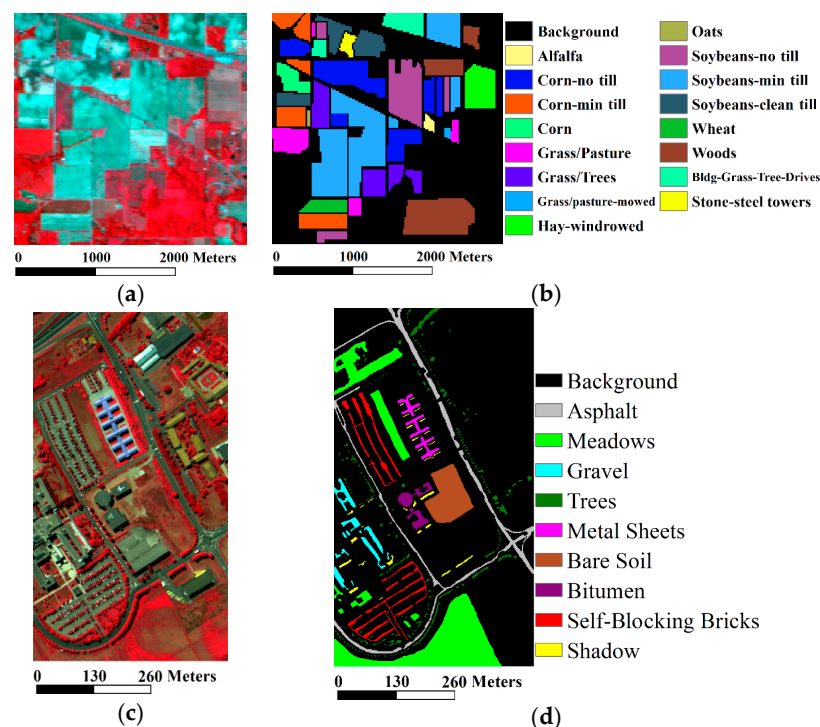 Background
Alfalfa
Corn-no till
Corn-min till
Corn
Grass/Pasture
Grass/Trees
Grass/pasture-mowed
Hay-windrowed
Oats
Soybeans-no till
Soybeans-min till
Soybeans-clean till
Wheat
Woods
Bldg-Grass-Tree-Drives
Stone-steel towers
0 1000 2000 Meters
0 1000 2000 Meters
(a)
(b)
Background
Asphalt
Meadows
Gravel
Trees
Metal Sheets
Bare Soil
Bitumen
Self-Blocking Bricks
Shadow
0 130 260 Meters
0 130 260 Meters
(c)
(d)